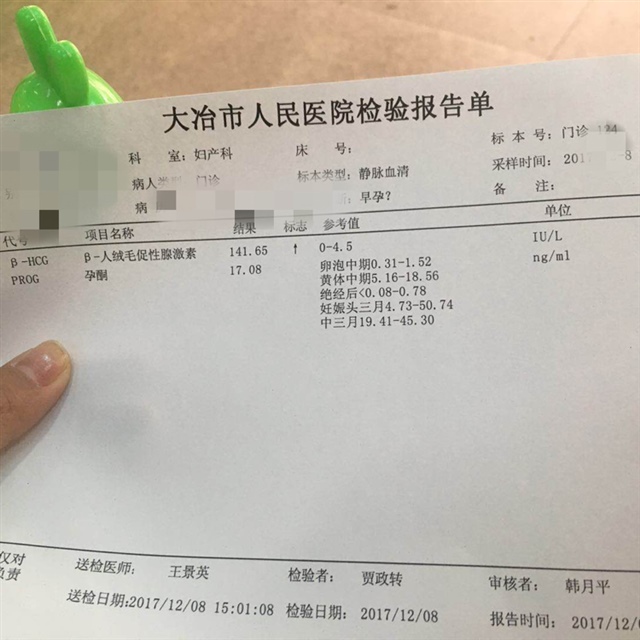 大冶市人民医院检验报告单
科 室:妇产科 床 号: 标本号:门诊
病人类别 门诊 标本类型:静脉血清 采样时间: 201 -8
病 早孕? 备 注:
代号 项目名称 结果 标志 参考值 单位
β-HCG β-人绒毛促性腺激素 141.65 ↑ 0-4.5 IU/L
PROG 孕酮 17.08 卵泡中期0.31-1.52 ng/ml
黄体中期5.16-18.56
绝经后<0.08-0.78
妊娠头三月4.73-50.74
中三月19.41-45.30
仅对 送检医师: 王景英 检验者: 贾政转 审核者: 韩月平
负责 送检日期:2017/12/08 15:01:08 检验日期: 2017/12/08 报告时间: 2017/12/0